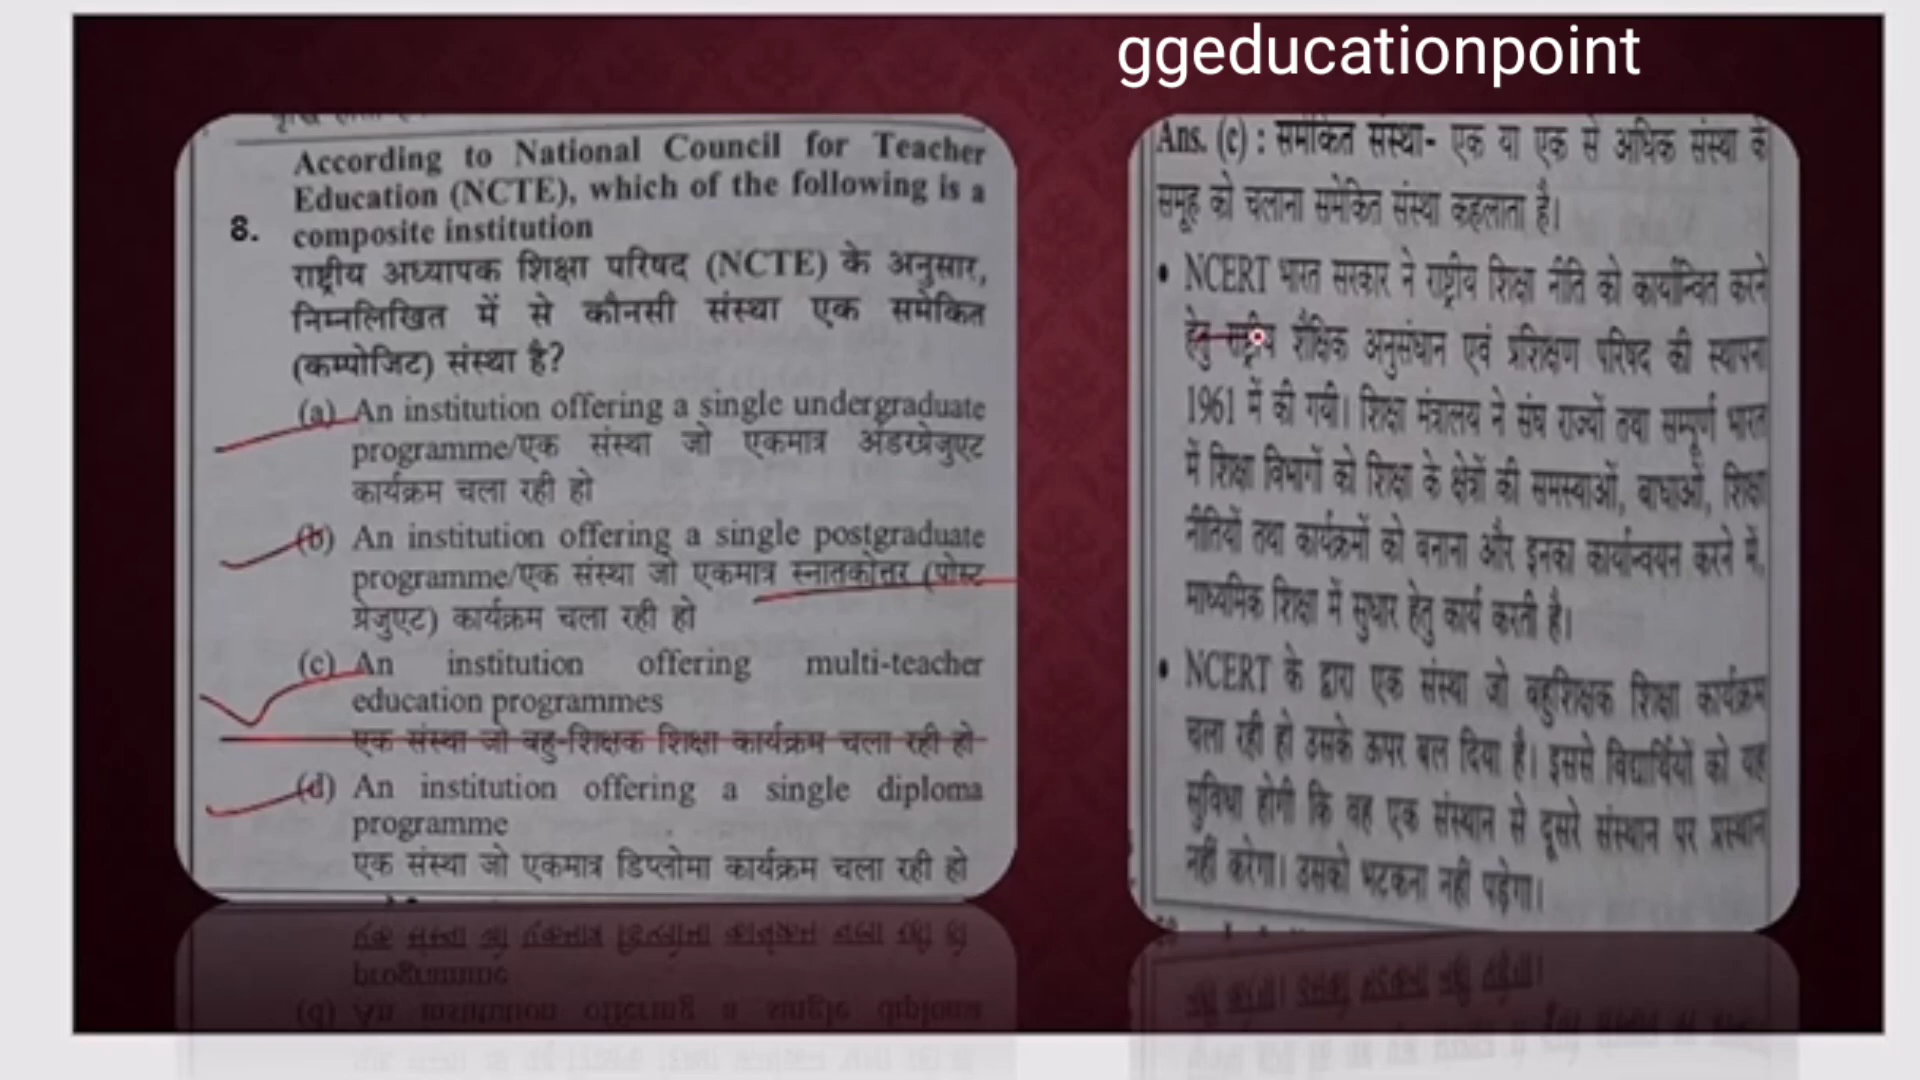 ggeducationpoint
According to National Council for Teacher
Education (NCTE), which of the following is a
8. composite institution
राष्ट्रीय अध्यापक शिक्षा परिषद (NCTE) के अनुसार,
निम्नलिखित में से कौनसी संस्था एक समेकित
(कम्पोजिट) संस्था है?
(a) An institution offering a single undergraduate
programme/एक संस्था जो एकमात्र अंडरग्रेजुएट
कार्यक्रम चला रही हो
(b) An institution offering a single postgraduate
programme/एक संस्था जो एकमात्र स्नातकोत्तर (पोस्ट
ग्रेजुएट) कार्यक्रम चला रही हो
(c) An institution offering multi-teacher
education programmes
एक संस्था जो बहु-शिक्षक शिक्षा कार्यक्रम चला रही हो
(d) An institution offering a single diploma
programme
एक संस्था जो एकमात्र डिप्लोमा कार्यक्रम चला रही हो
Ans. (c) : समेकित संस्था- एक या एक से अधिक संस्था के
समूह को चलाना समेकित संस्था कहलाता है।
• NCERT भारत सरकार ने राष्ट्रीय शिक्षा नीति को कार्यान्वित करने
हेतु राष्ट्रीय शैक्षिक अनुसंधान एवं प्रशिक्षण परिषद की स्थापना
1961 में की गयी। शिक्षा मंत्रालय ने संघ राज्यों तथा सम्पूर्ण भारत
में शिक्षा विभागों को शिक्षा के क्षेत्रों की समस्याओं, बाधाओं, शिक्षा
नीतियों तथा कार्यक्रमों को बनाना और इनका कार्यान्वयन करने में,
माध्यमिक शिक्षा में सुधार हेतु कार्य करती है।
• NCERT के द्वारा एक संस्था जो बहुशिक्षक शिक्षा कार्यक्रम
चला रही हो उसके ऊपर बल दिया है। इससे विद्यार्थियों को यह
सुविधा होगी कि वह एक संस्थान से दूसरे संस्थान पर प्रस्थान
नहीं करेगा। उसको भटकना नहीं पड़ेगा।